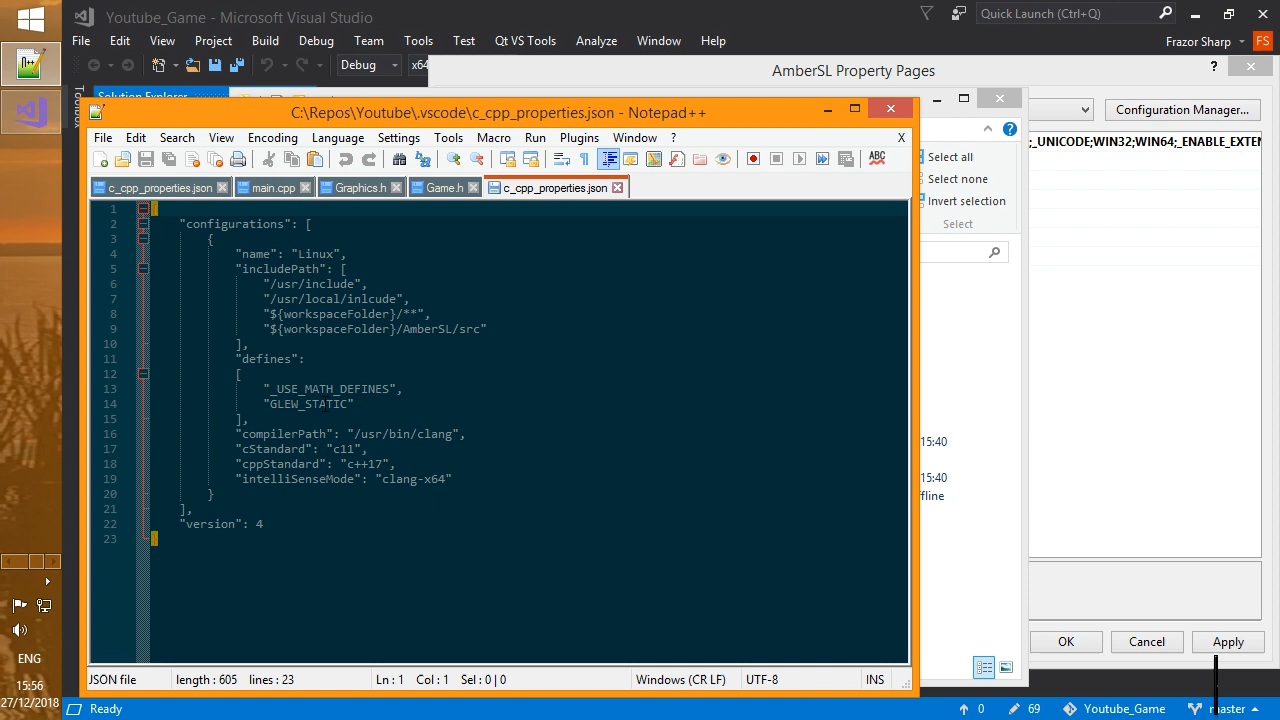 Youtube_Game - Microsoft Visual Studio
Quick Launch (Ctrl+Q)
File Edit View Project Build Debug Team Tools Test Qt VS Tools Analyze Window Help
Frazor Sharp FS
Debug x64
AmberSL Property Pages
?
Toolbox
Solution Explorer
Configuration Manager...
;_UNICODE;WIN32;WIN64;_ENABLE_EXTEN
C:\Repos\Youtube\.vscode\c_cpp_properties.json - Notepad++
File Edit Search View Encoding Language Settings Tools Macro Run Plugins Window ? X
c_cpp_properties.json main.cpp Graphics.h Game.h c_cpp_properties.json
1 {
2 "configurations": [
3 {
4 "name": "Linux",
5 "includePath": [
6 "/usr/include",
7 "/usr/local/inlcude",
8 "${workspaceFolder}/**",
9 "${workspaceFolder}/AmberSL/src"
10 ],
11 "defines":
12 [
13 "_USE_MATH_DEFINES",
14 "GLEW_STATIC"
15 ],
16 "compilerPath": "/usr/bin/clang",
17 "cStandard": "c11",
18 "cppStandard": "c++17",
19 "intelliSenseMode": "clang-x64"
20 }
21 ],
22 "version": 4
23 }
JSON file length : 605 lines : 23 Ln : 1 Col : 1 Sel : 0 | 0 Windows (CR LF) UTF-8 INS
Select all
Select none
Invert selection
Select
15:40
15:40
ffline
OK Cancel Apply
ENG
15:56
27/12/2018
Ready
0 69 Youtube_Game master